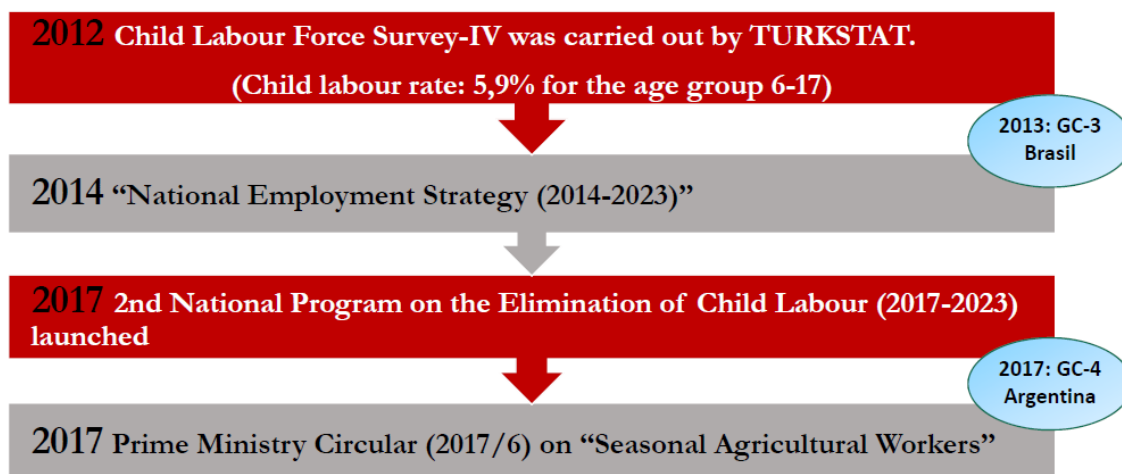 2012 Child Labour Force Survey-IV was carried out by TURKSTAT.
(Child labour rate: 5,9% for the age group 6-17)
2013: GC-3
Brasil
2014 “National Employment Strategy (2014-2023)”
2017 2nd National Program on the Elimination of Child Labour (2017-2023)
launched
2017: GC-4
Argentina
2017 Prime Ministry Circular (2017/6) on “Seasonal Agricultural Workers”